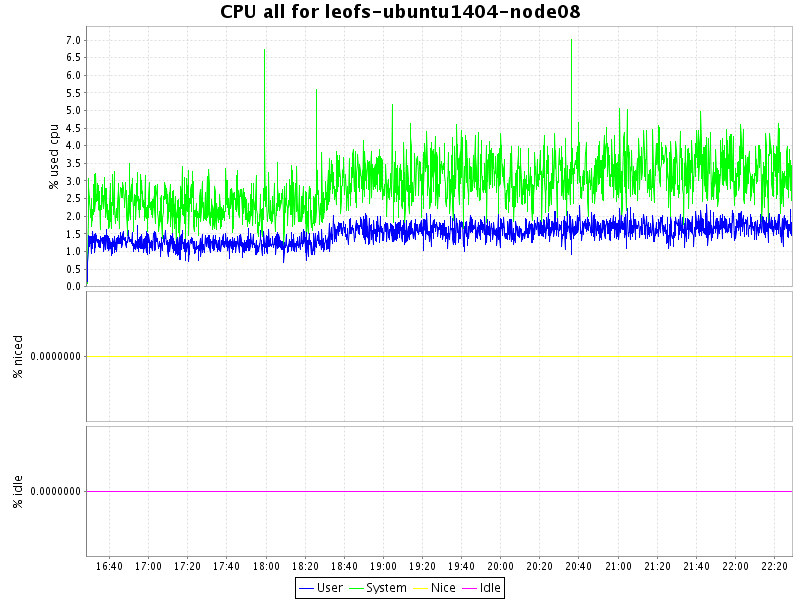 CPU all for leofs-ubuntu1404-node08
% used cpu
7.0
6.5
6.0
5.5
5.0
4.5
4.0
3.5
3.0
2.5
2.0
1.5
1.0
0.5
0.0
% niced
0.0000000
% idle
0.0000000
16:40 17:00 17:20 17:40 18:00 18:20 18:40 19:00 19:20 19:40 20:00 20:20 20:40 21:00 21:20 21:40 22:00 22:20
User System Nice Idle